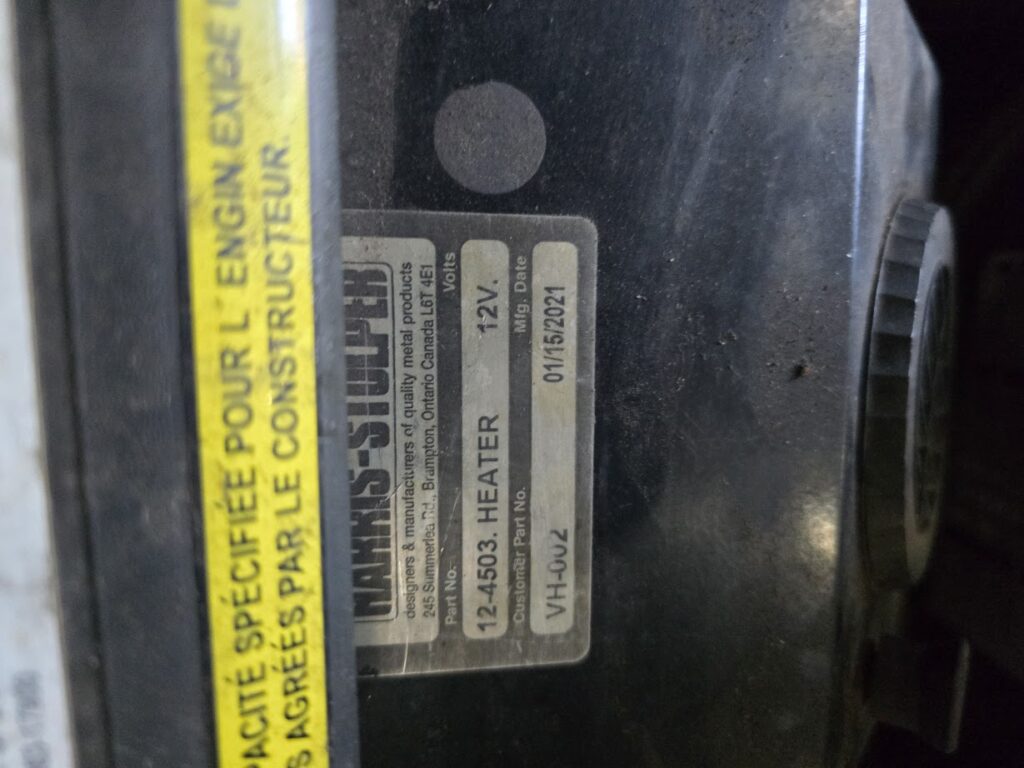 PACITÉ SPÉCIFIÉE POUR L'ENGIN EXIGE
S AGRÉÉES PAR LE CONSTRUCTEUR.
HARRIS-STOLPER
designers & manufacturers of quality metal products
245 Summerlea Rd., Brampton, Ontario Canada L6T 4E1
Part No. Volts
12-4503. HEATER 12V.
Customer Part No. Mfg. Date
VH-002 01/15/2021